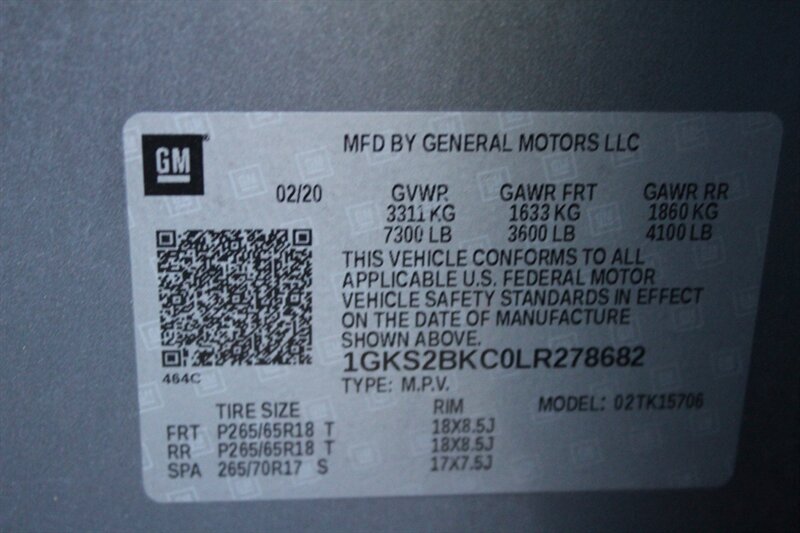 GM
MFD BY GENERAL MOTORS LLC
02/20 GVWR GAWR FRT GAWR RR
3311 KG 1633 KG 1860 KG
7300 LB 3600 LB 4100 LB
THIS VEHICLE CONFORMS TO ALL
APPLICABLE U.S. FEDERAL MOTOR
VEHICLE SAFETY STANDARDS IN EFFECT
ON THE DATE OF MANUFACTURE
SHOWN ABOVE.
1GKS2BKC0LR278682
464C
TYPE: M.P.V.
TIRE SIZE RIM MODEL: 02TK15706
FRT P265/65R18 T 18X8.5J
RR P265/65R18 T 18X8.5J
SPA 265/70R17 S 17X7.5J